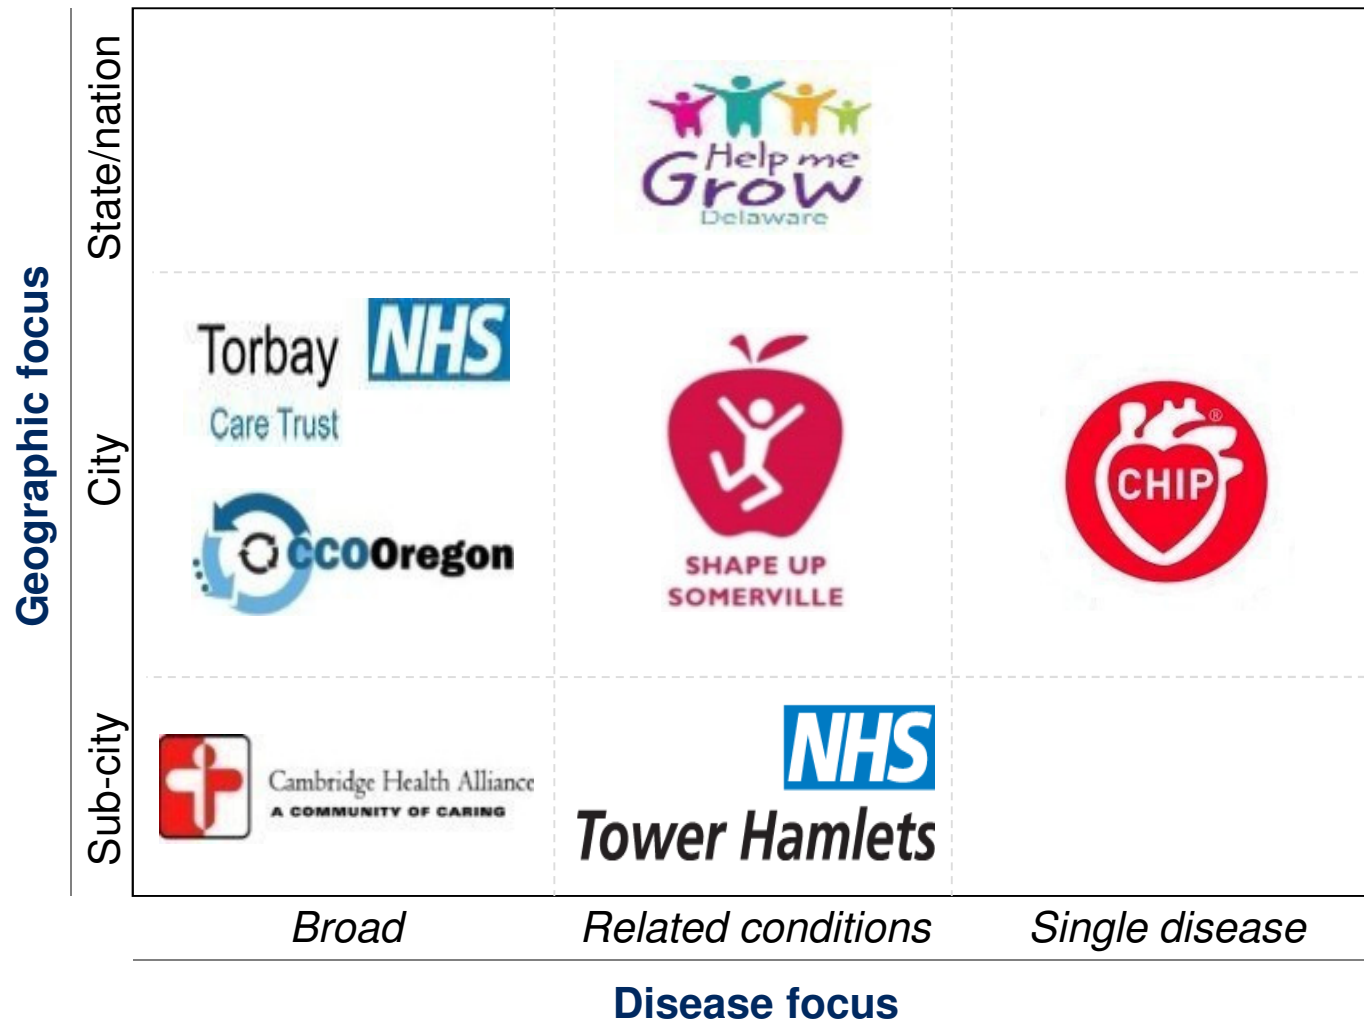 Geographic focus
State/nation
Help me
Grow
Delaware
City
Torbay NHS
Care Trust
CCOOregon
SHAPE UP
SOMERVILLE
CHIP®
Sub-city
Cambridge Health Alliance
A COMMUNITY OF CARING
NHS
Tower Hamlets
Broad Related conditions Single disease
Disease focus